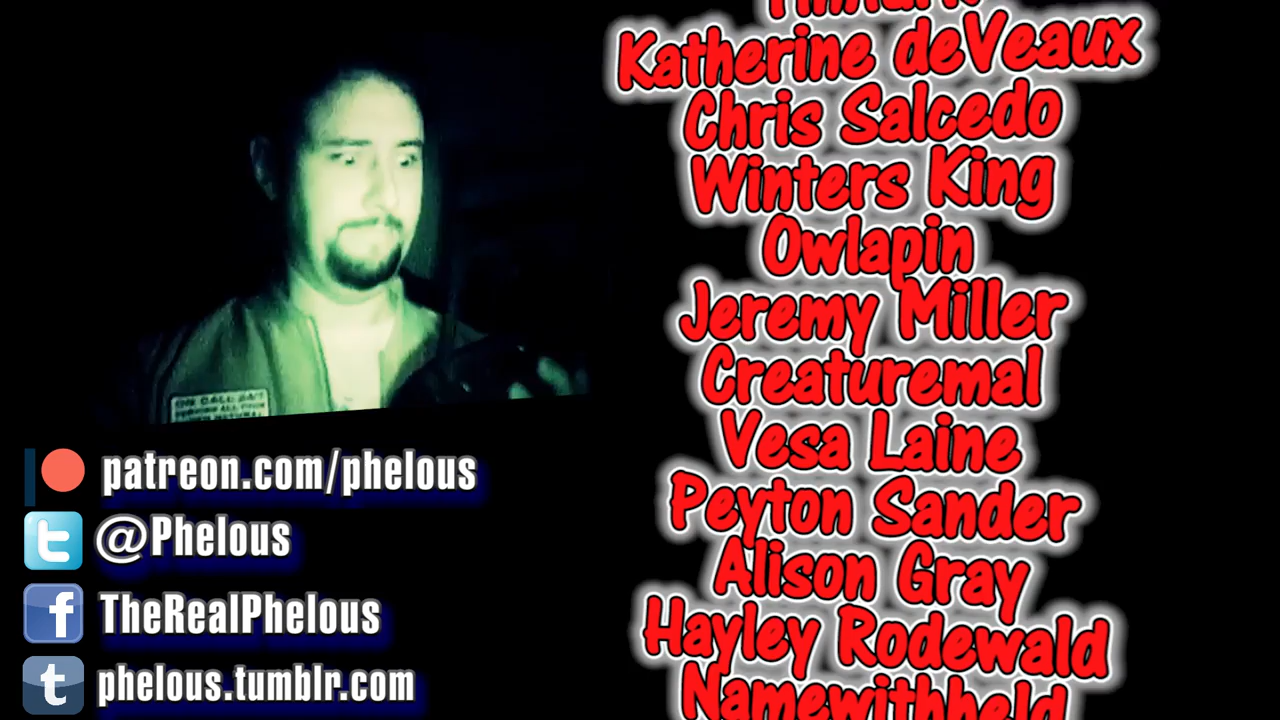 Katherine deVeaux
Chris Salcedo
Winters King
Owlapin
Jeremy Miller
Creaturemal
Vesa Laine
Peyton Sander
Alison Gray
Hayley Rodewald
Namewithheld
patreon.com/phelous
@Phelous
TheRealPhelous
phelous.tumblr.com